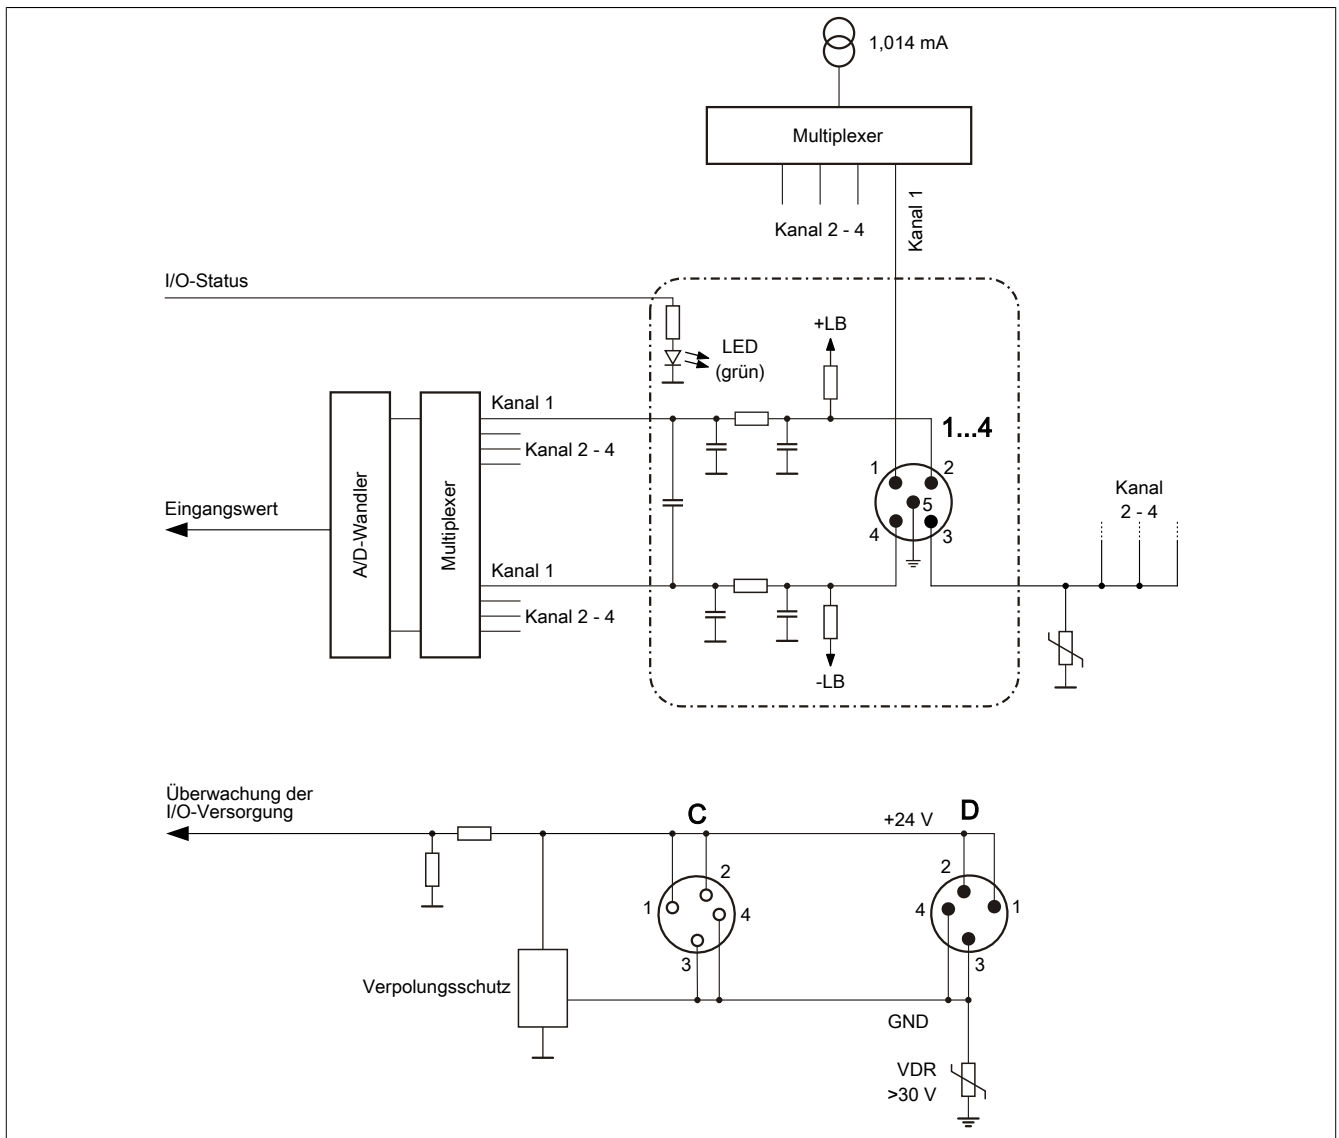 1,014 mA
Multiplexer
Kanal 2 - 4
Kanal 1
I/O-Status
+LB
LED
(grün)
Kanal 1
1...4
Kanal 2 - 4
1
2
Kanal
2 - 4
A/D-Wandler
Multiplexer
Eingangswert
5
4
3
Kanal 1
Kanal 2 - 4
-LB
Überwachung der
I/O-Versorgung
C
+24 V
D
2
1
4
3
2
4
1
3
Verpolungsschutz
GND
VDR
>30 V